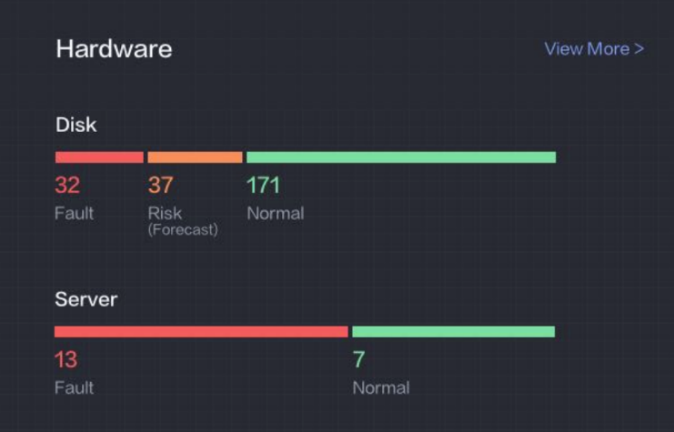 Hardware
View More >
Disk
32
Fault
37
Risk
(Forecast)
171
Normal
Server
13
Fault
7
Normal